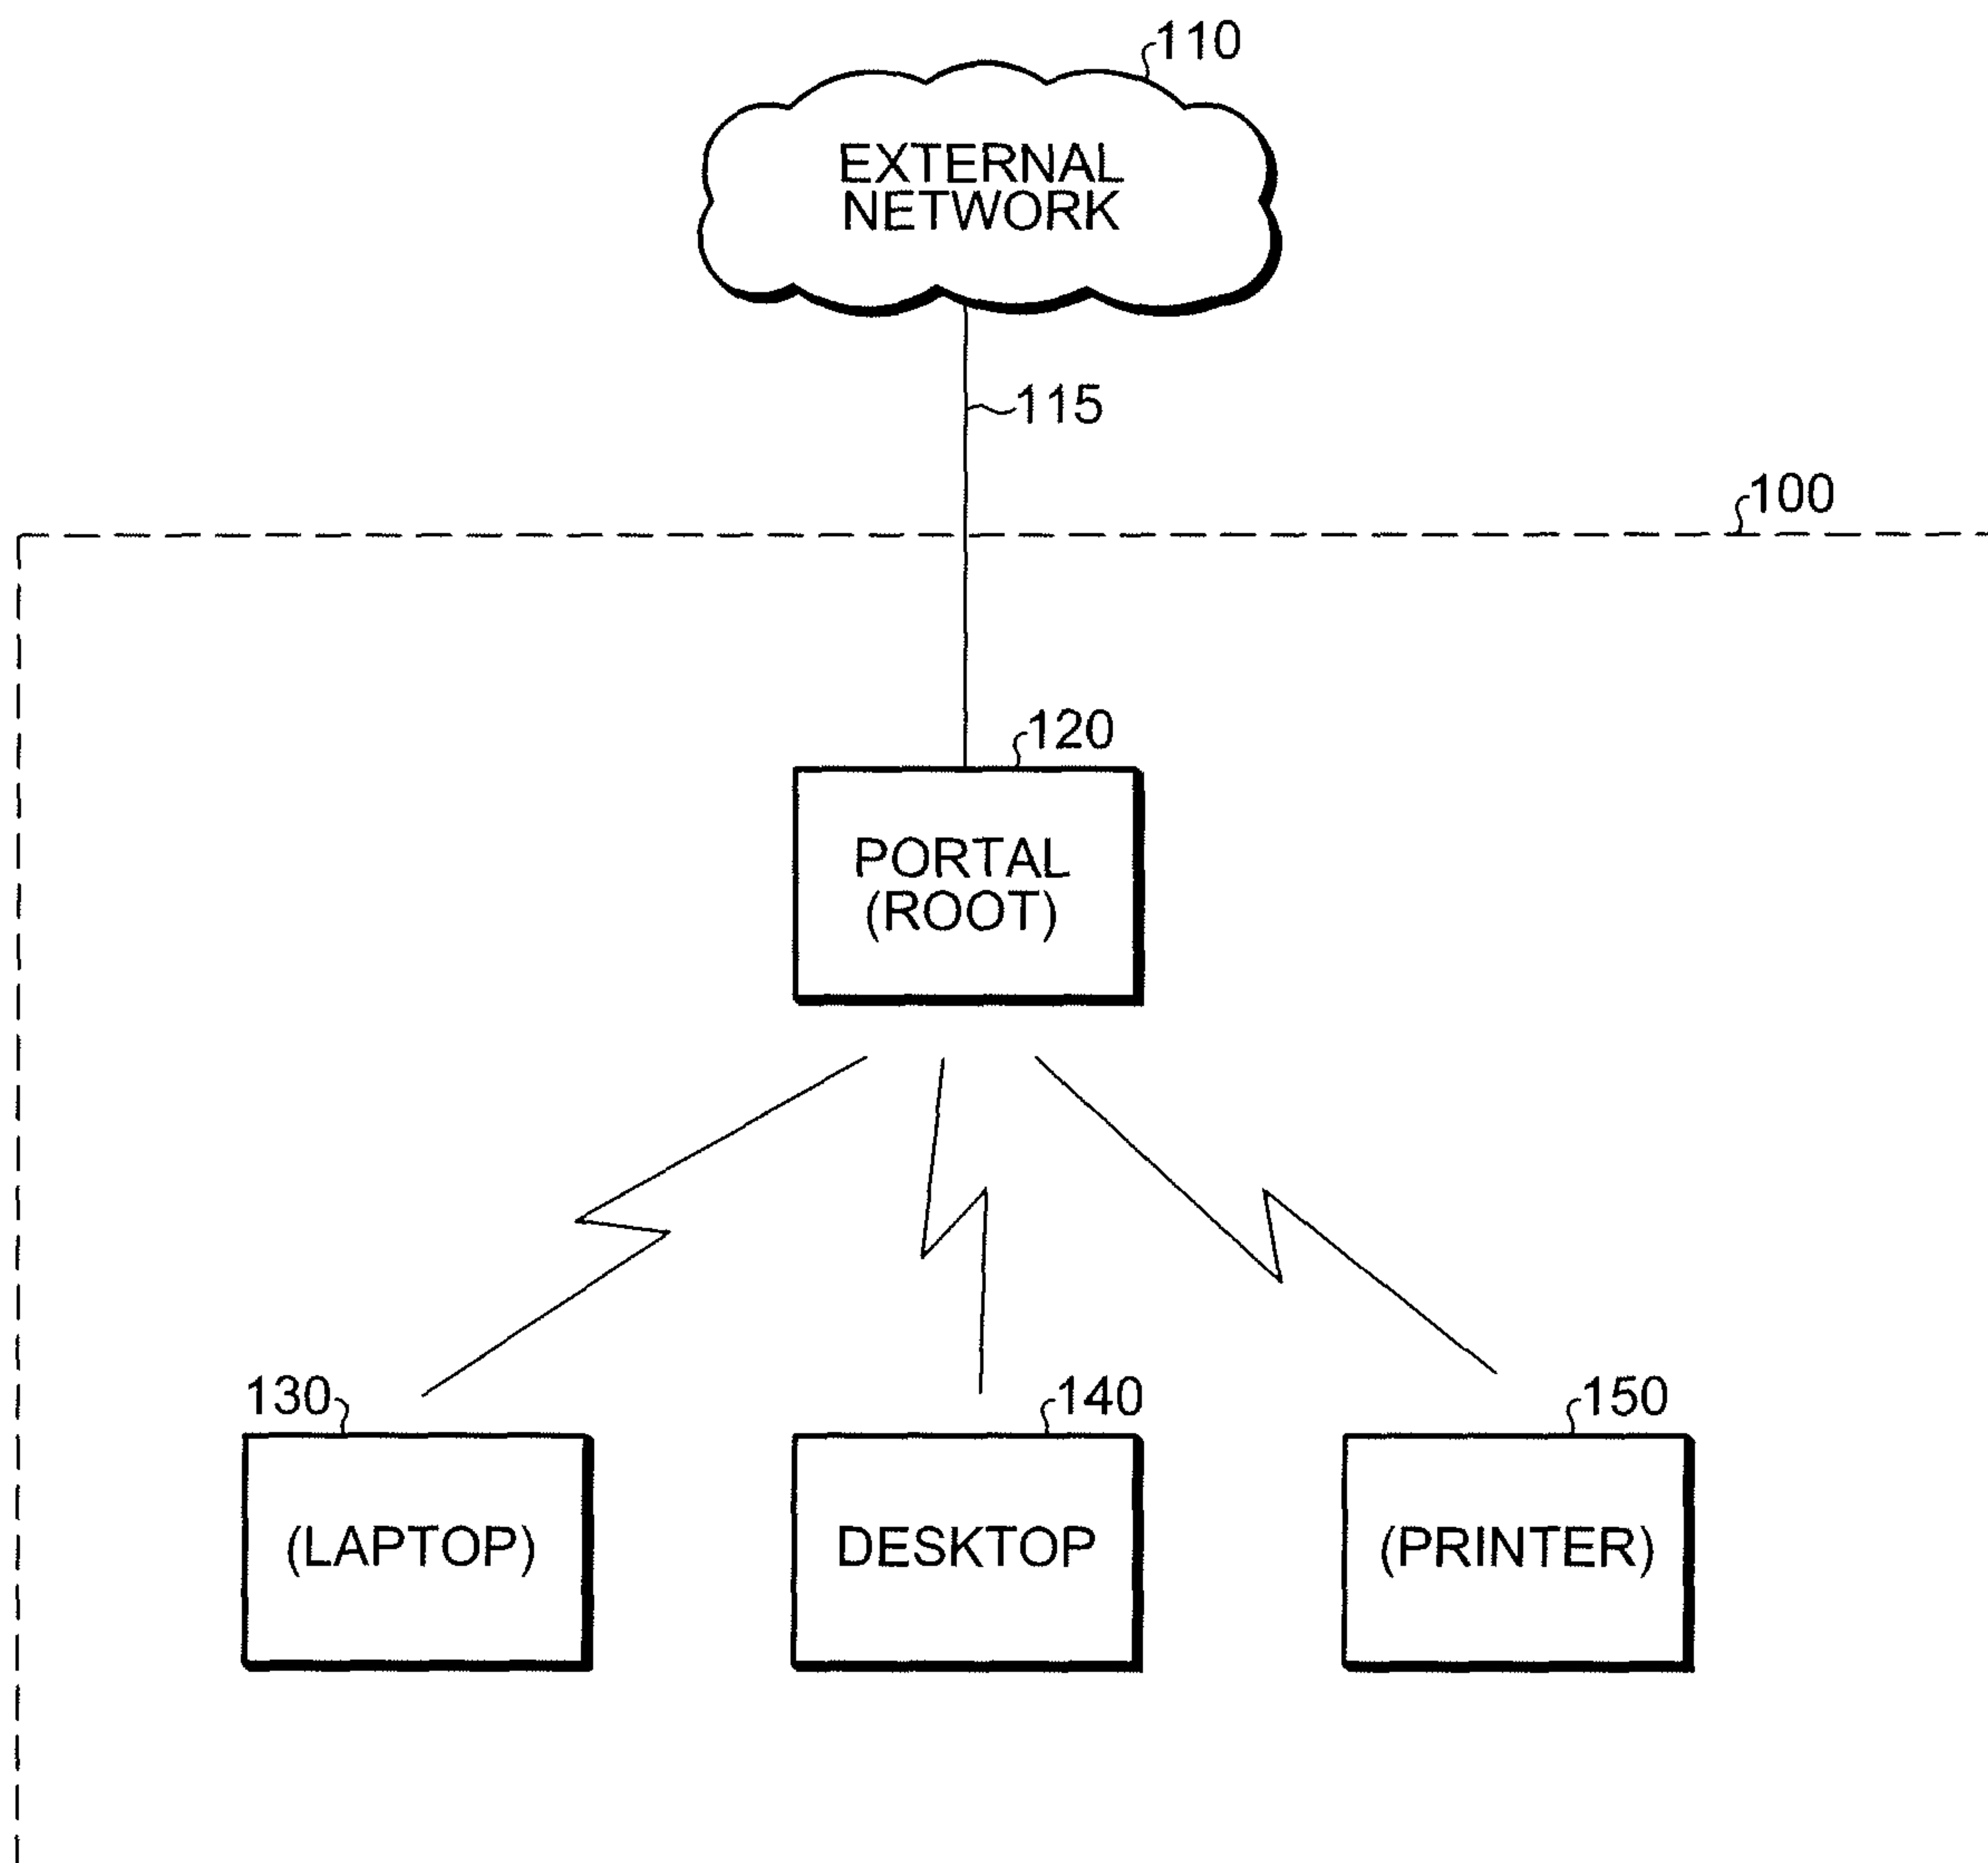 110
EXTERNAL
NETWORK
115
100
120
PORTAL
(ROOT)
130
140
150
(LAPTOP)
DESKTOP
(PRINTER)